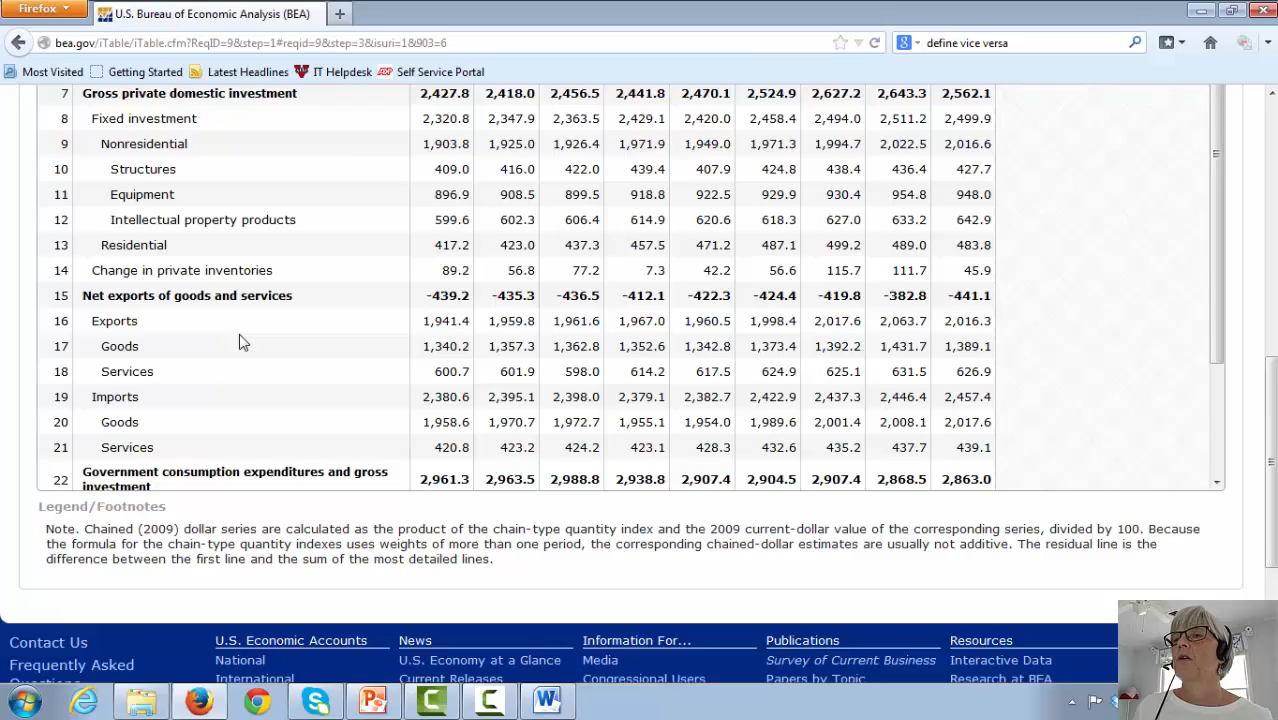 Firefox
U.S. Bureau of Economic Analysis (BEA)
bea.gov/iTable/iTable.cfm?ReqID=9&step=1#reqid=9&step=3&isuri=1&903=6
define vice versa
Most Visited Getting Started Latest Headlines IT Helpdesk Self Service Portal
7 Gross private domestic investment 2,427.8 2,418.0 2,456.5 2,441.8 2,470.1 2,524.9 2,627.2 2,643.3 2,562.1
8 Fixed investment 2,320.8 2,347.9 2,363.5 2,429.1 2,420.0 2,458.4 2,494.0 2,511.2 2,499.9
9 Nonresidential 1,903.8 1,925.0 1,926.4 1,971.9 1,949.0 1,971.3 1,994.7 2,022.5 2,016.6
10 Structures 409.0 416.0 422.0 439.4 407.9 424.8 438.4 436.4 427.7
11 Equipment 896.9 908.5 899.5 918.8 922.5 929.9 930.4 954.8 948.0
12 Intellectual property products 599.6 602.3 606.4 614.9 620.6 618.3 627.0 633.2 642.9
13 Residential 417.2 423.0 437.3 457.5 471.2 487.1 499.2 489.0 483.8
14 Change in private inventories 89.2 56.8 77.2 7.3 42.2 56.6 115.7 111.7 45.9
15 Net exports of goods and services -439.2 -435.3 -436.5 -412.1 -422.3 -424.4 -419.8 -382.8 -441.1
16 Exports 1,941.4 1,959.8 1,961.6 1,967.0 1,960.5 1,998.4 2,017.6 2,063.7 2,016.3
17 Goods 1,340.2 1,357.3 1,362.8 1,352.6 1,342.8 1,373.4 1,392.2 1,431.7 1,389.1
18 Services 600.7 601.9 598.0 614.2 617.5 624.9 625.1 631.5 626.9
19 Imports 2,380.6 2,395.1 2,398.0 2,379.1 2,382.7 2,422.9 2,437.3 2,446.4 2,457.4
20 Goods 1,958.6 1,970.7 1,972.7 1,955.1 1,954.0 1,989.6 2,001.4 2,008.1 2,017.6
21 Services 420.8 423.2 424.2 423.1 428.3 432.6 435.2 437.7 439.1
22 Government consumption expenditures and gross investment 2,961.3 2,963.5 2,988.8 2,938.8 2,907.4 2,904.5 2,907.4 2,868.5 2,863.0
Legend/Footnotes
Note. Chained (2009) dollar series are calculated as the product of the chain-type quantity index and the 2009 current-dollar value of the corresponding series, divided by 100. Because
the formula for the chain-type quantity indexes uses weights of more than one period, the corresponding chained-dollar estimates are usually not additive. The residual line is the
difference between the first line and the sum of the most detailed lines.
Contact Us U.S. Economic Accounts News Information For... Publications Resources
Frequently Asked National U.S. Economy at a Glance Media Survey of Current Business Interactive Data
Questions International Current Releases Congressional Users Papers by Topic Research at BEA